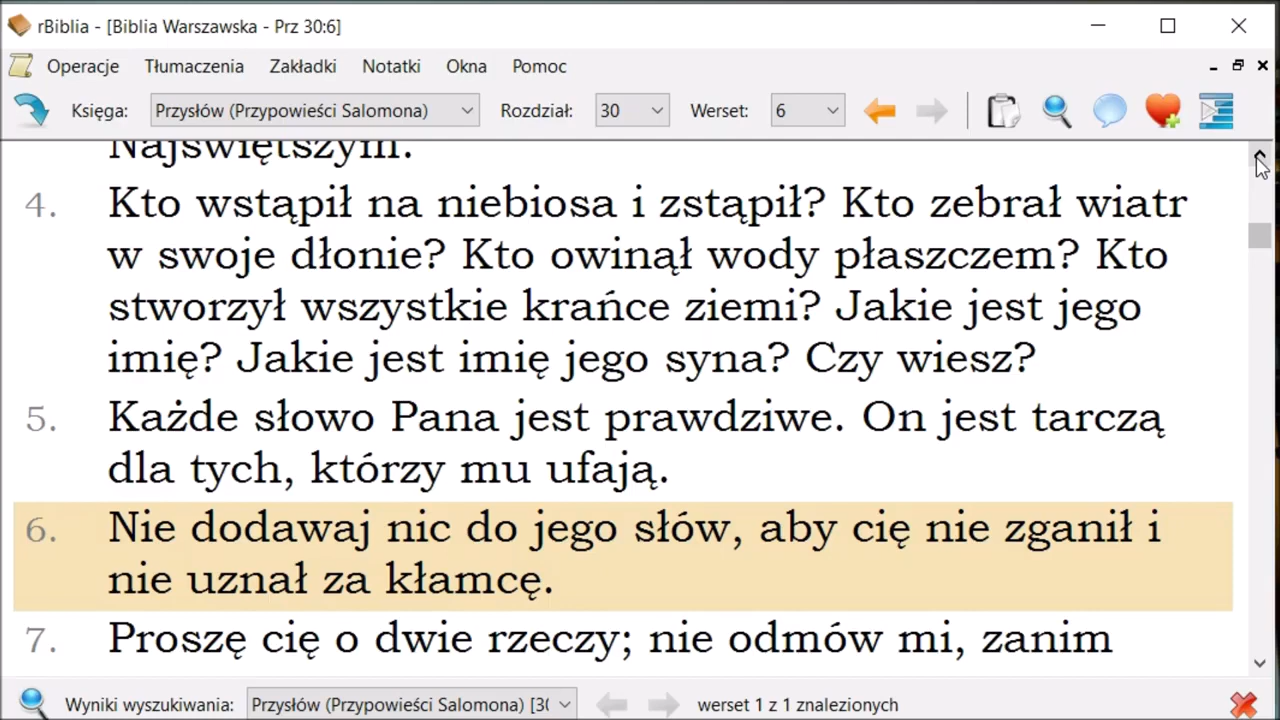 rBiblia - [Biblia Warszawska - Prz 30:6]
Operacje Tłumaczenia Zakładki Notatki Okna Pomoc
Księga: Przysłów (Przypowieści Salomona) Rozdział: 30 Werset: 6
Najświętszym.
4. Kto wstąpił na niebiosa i zstąpił? Kto zebrał wiatr
w swoje dłonie? Kto owinął wody płaszczem? Kto
stworzył wszystkie krańce ziemi? Jakie jest jego
imię? Jakie jest imię jego syna? Czy wiesz?
5. Każde słowo Pana jest prawdziwe. On jest tarczą
dla tych, którzy mu ufają.
6. Nie dodawaj nic do jego słów, aby cię nie zganił i
nie uznał za kłamcę.
7. Proszę cię o dwie rzeczy; nie odmów mi, zanim
Wyniki wyszukiwania: Przysłów (Przypowieści Salomona) [30 werset 1 z 1 znalezionych